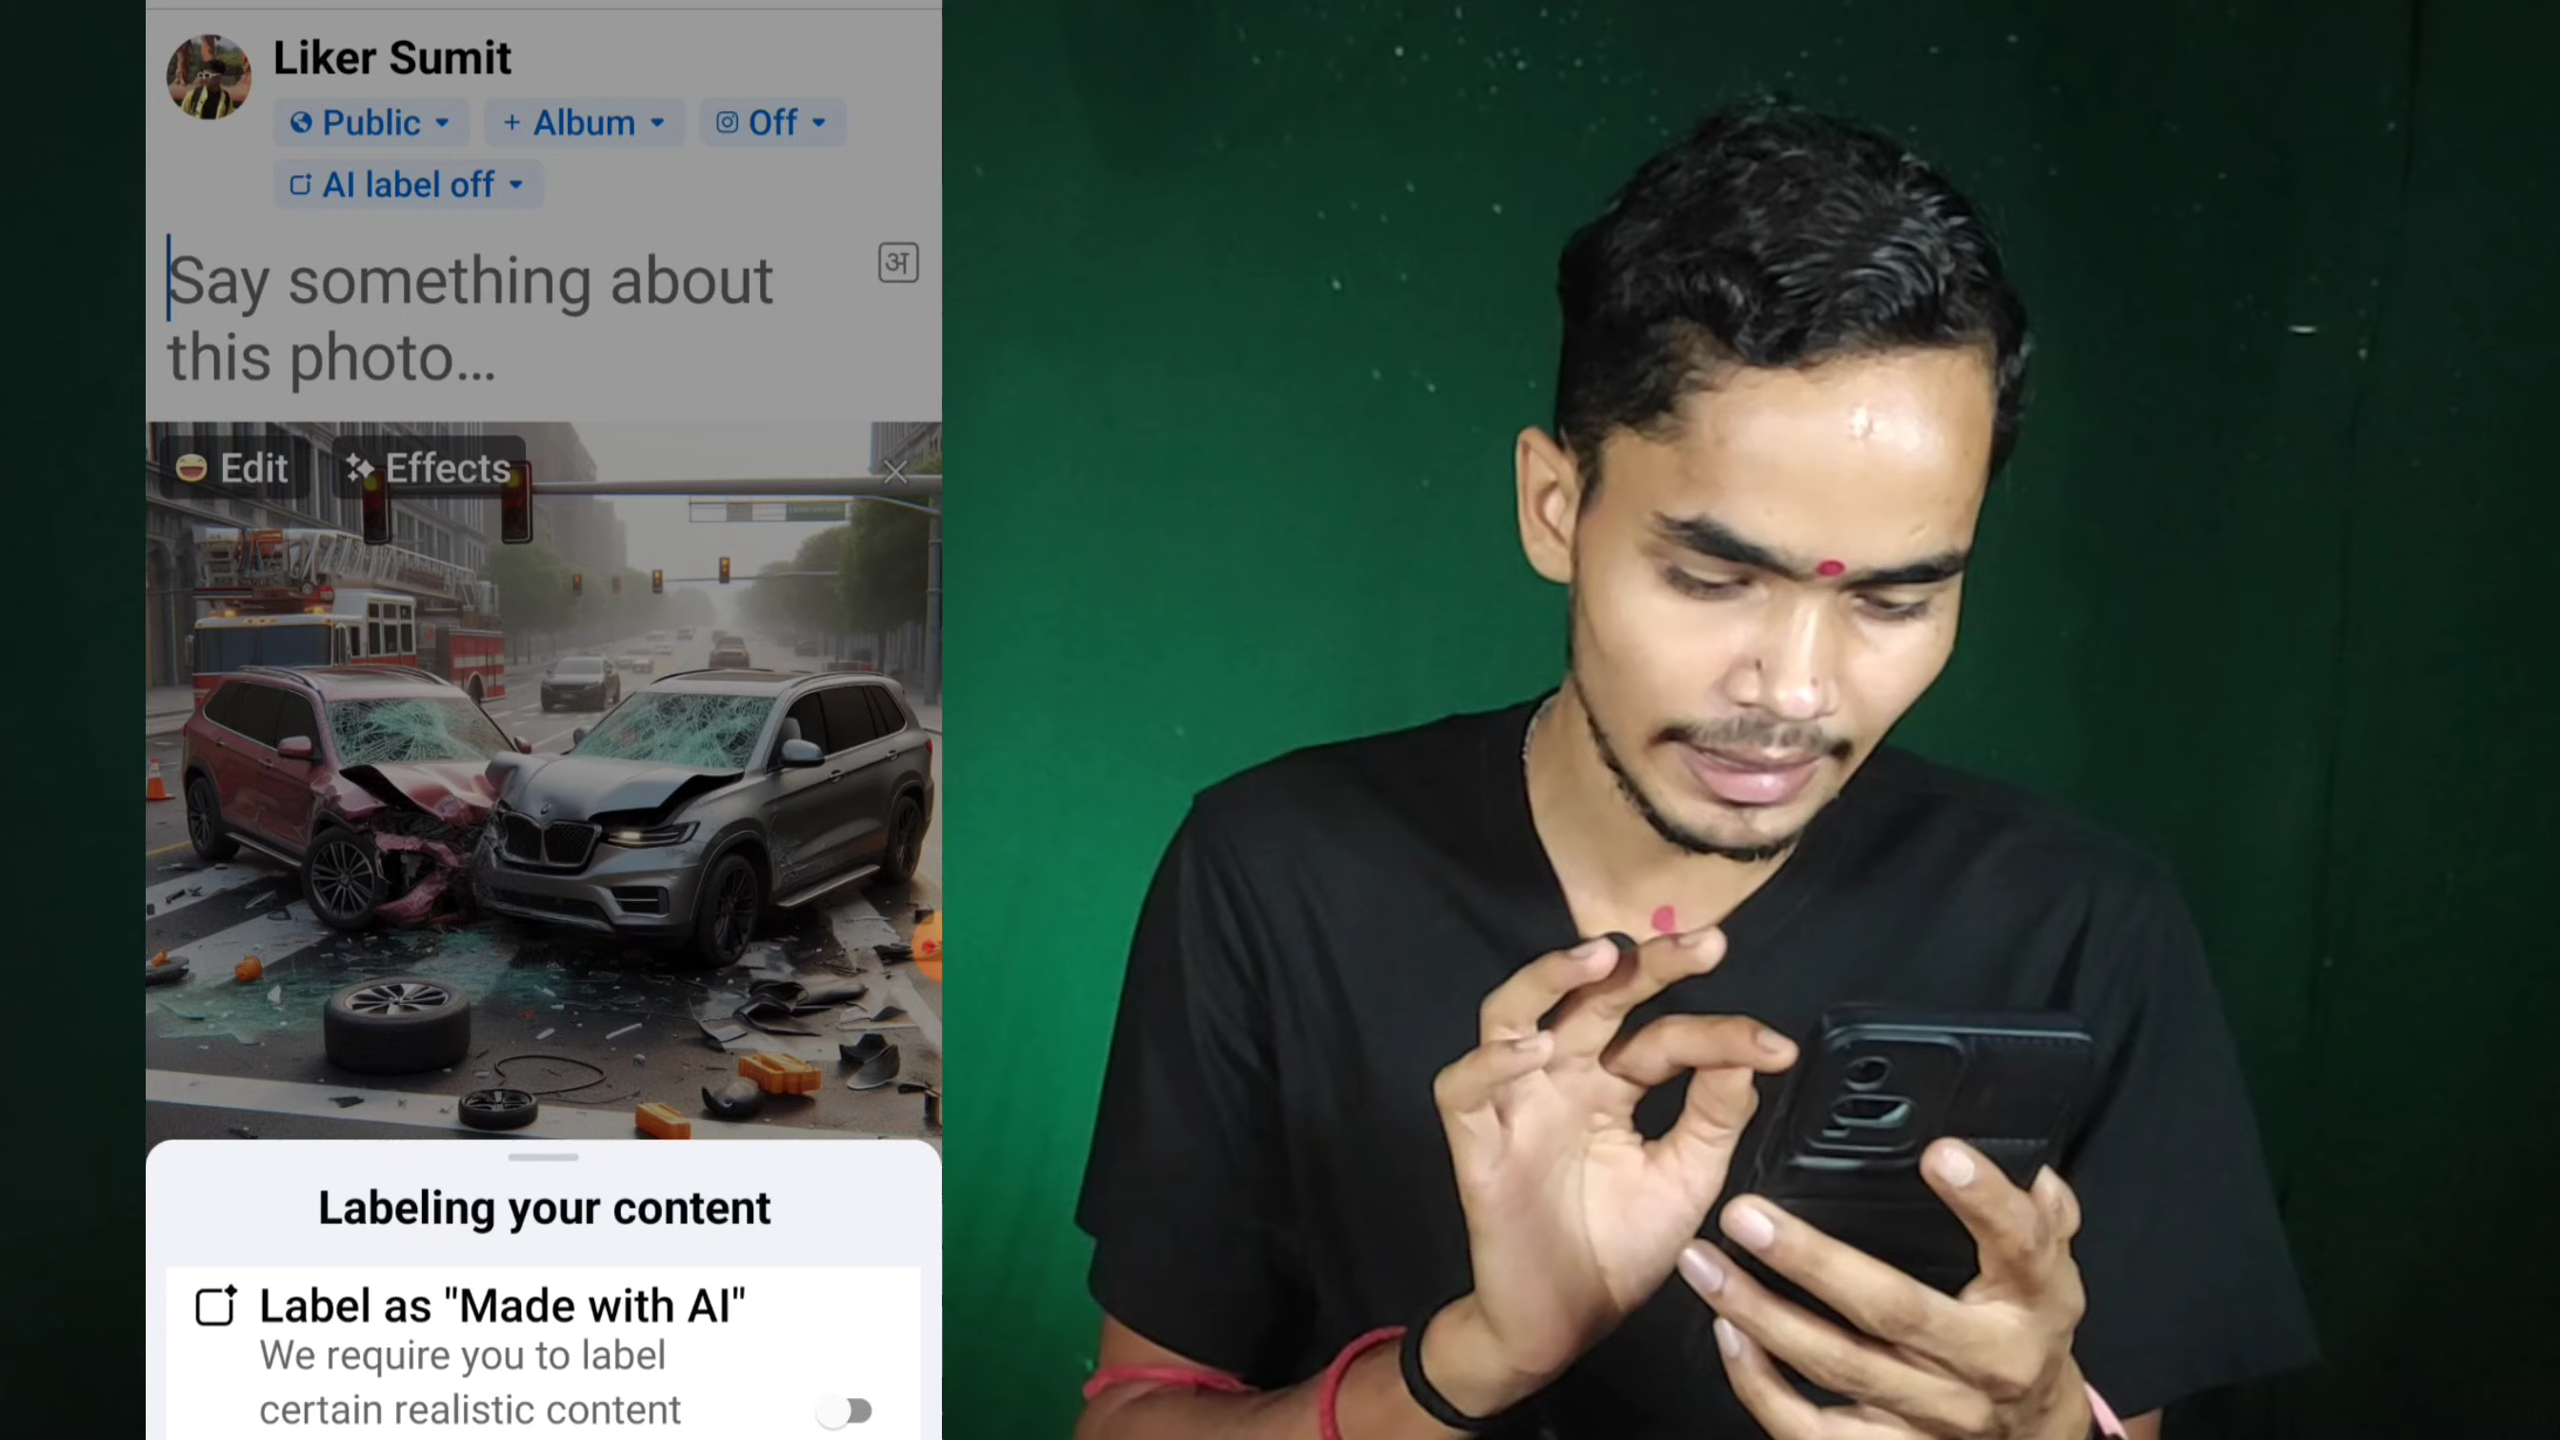 Liker Sumit
Public
+ Album
Off
AI label off
Say something about
this photo...
अ
Edit
Effects
Labeling your content
Label as "Made with AI"
We require you to label
certain realistic content